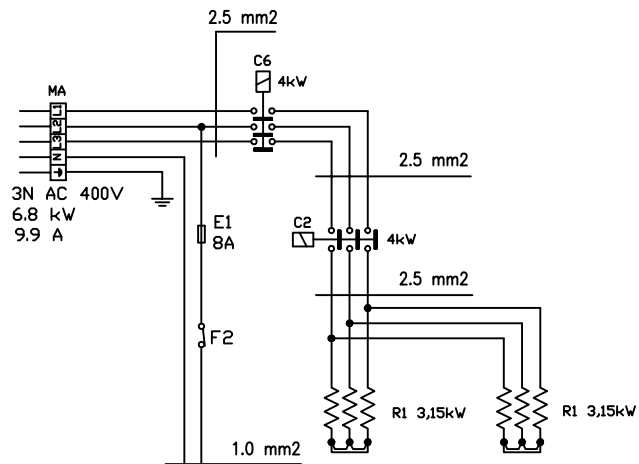 2.5 mm2
C6
4kW
MA
L1
L2
L3
N
3N AC 400V
6.8 kW
9.9 A
2.5 mm2
E1
8A
C2
4kW
2.5 mm2
F2
R1 3,15kW
R1 3,15kW
1.0 mm2